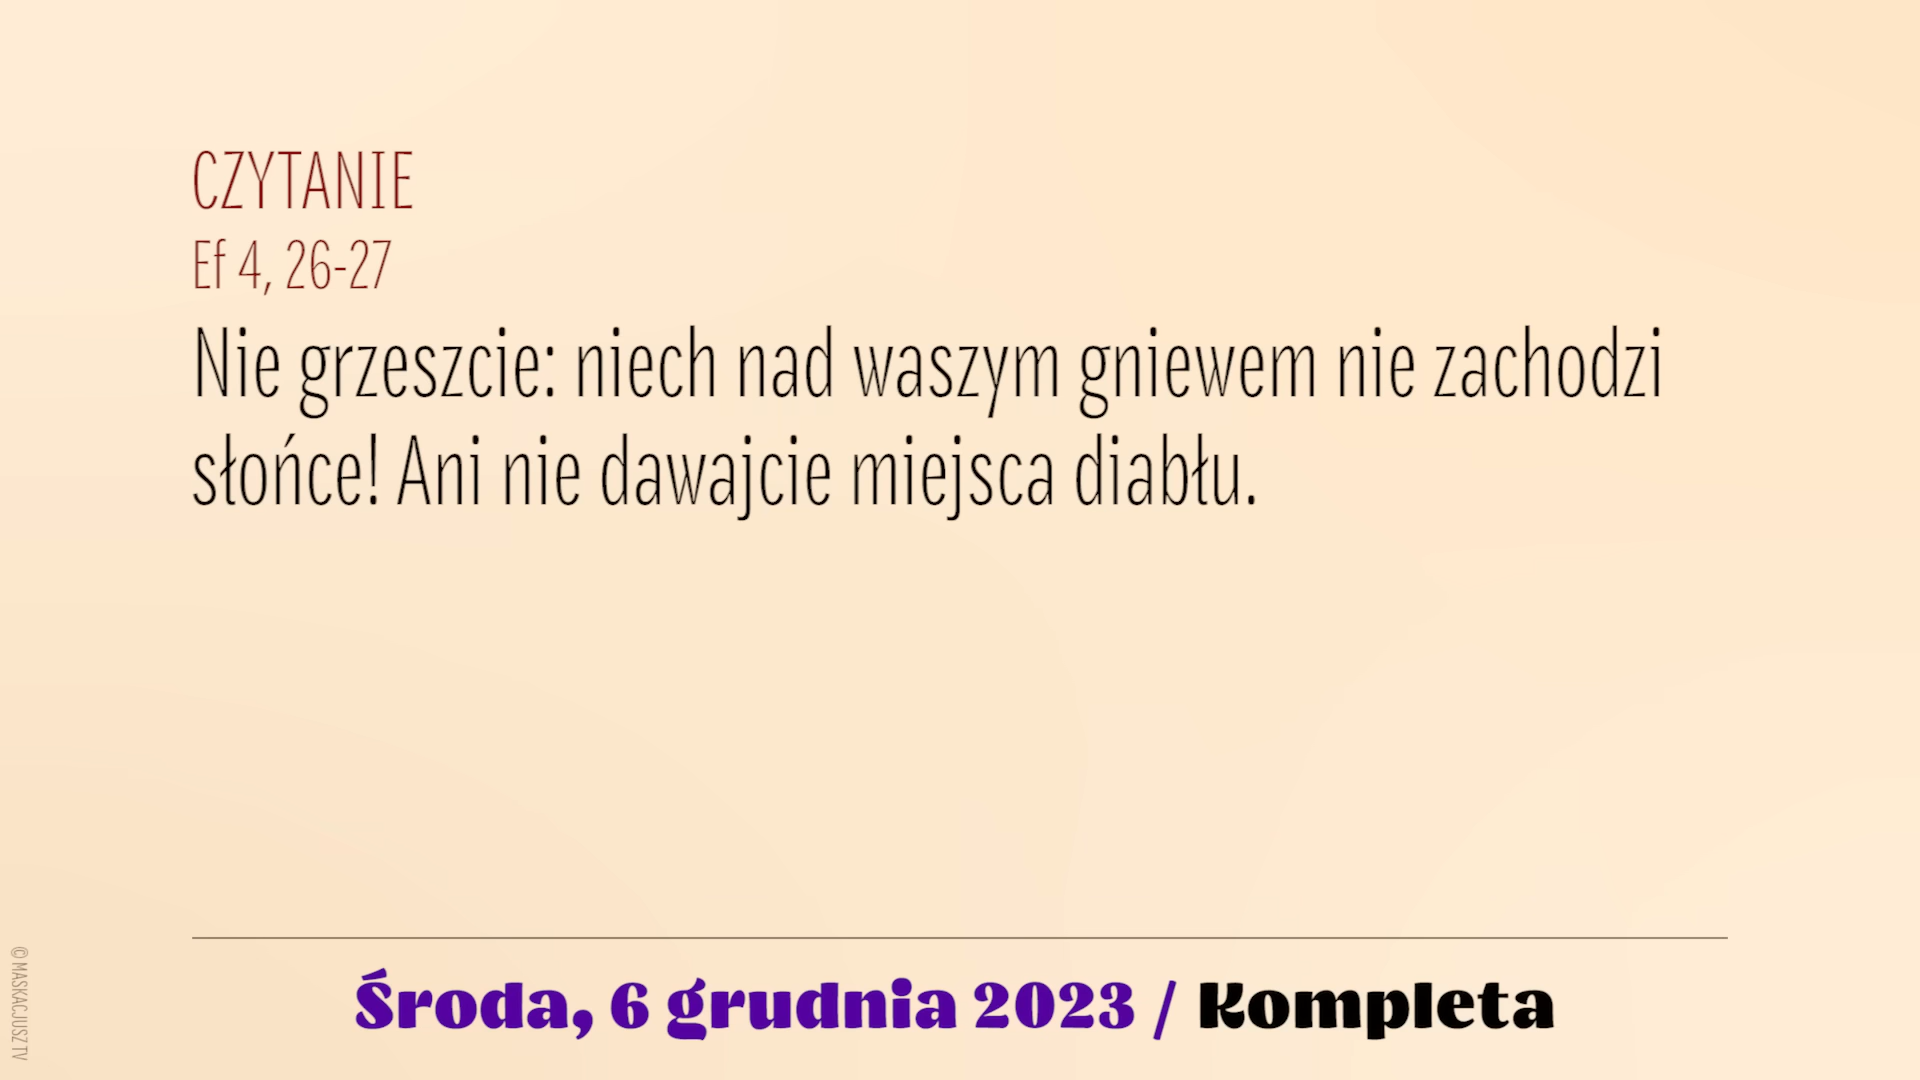 CZYTANIE
Ef 4, 26-27
Nie grzeszcie: niech nad waszym gniewem nie zachodzi
słońce! Ani nie dawajcie miejsca diabłu.
Środa, 6 grudnia 2023 / Kompleta
© MASKACJUSZ TV